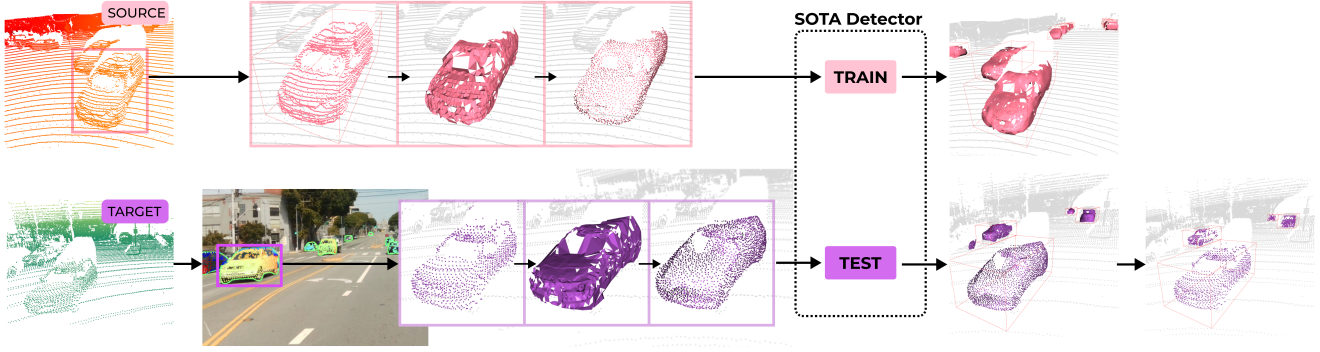 SOURCE
SOTA Detector
TRAIN
TARGET
TEST